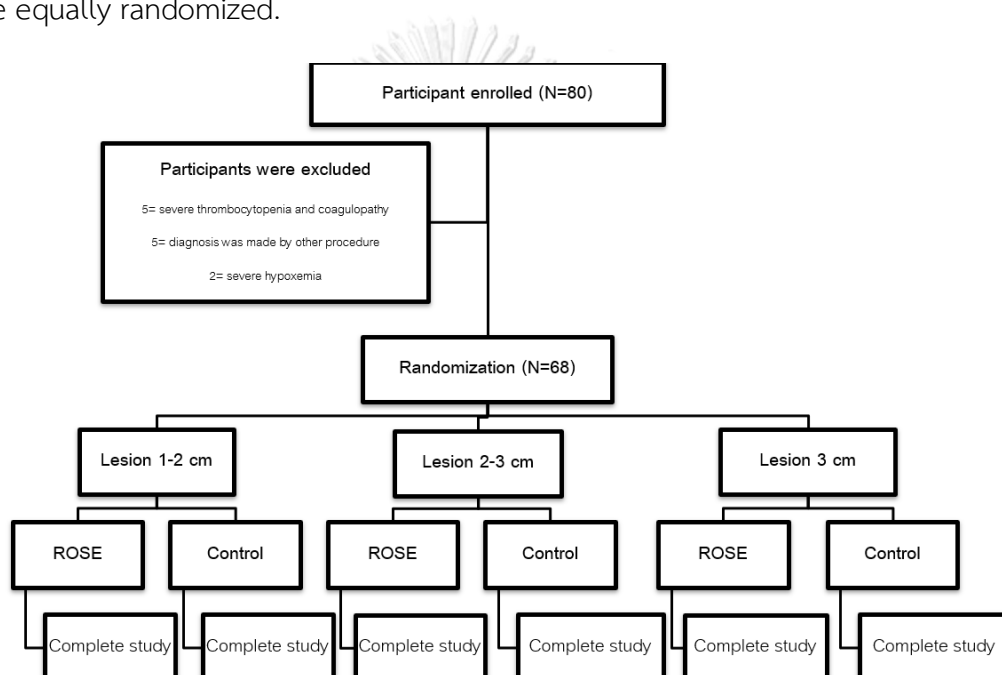 e equally randomized.
Participant enrolled (N=80)
Participants were excluded
5= severe thrombocytopenia and coagulopathy
5= diagnosis was made by other procedure
2= severe hypoxemia
Randomization (N=68)
Lesion 1-2 cm
Lesion 2-3 cm
Lesion 3 cm
ROSE
Control
ROSE
Control
ROSE
Control
Complete study
Complete study
Complete study
Complete study
Complete study
Complete study